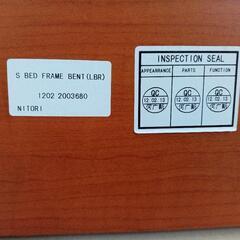 S BED FRAME BENT(LBR)
1202 2003680
NITORI
INSPECTION SEAL
APPEARANCE PARTS FUNCTION
QC QC QC
12.02.13 12.02.13 12.02.13